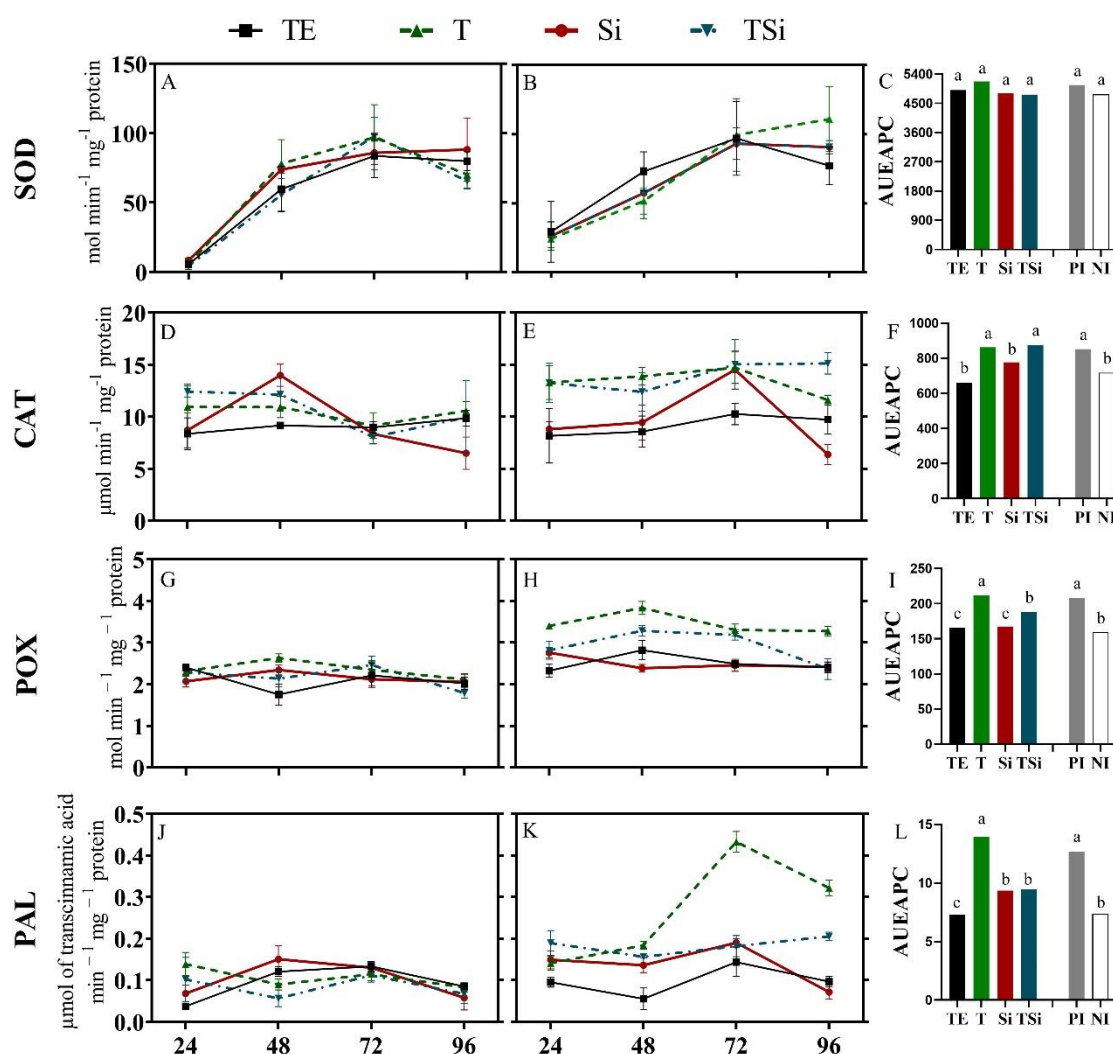 TE T Si TSi
SOD
mol miim-1 mg-1 protein
150
100
50
0
A
B
C
AUEAPC
5400
4500
3600
2700
1800
900
0
a a a a a a
TE T Si TSi PI NI
CAT
µmol min-1 mg-1 protein
20
15
10
5
0
D
E
F
AUEAPC
1000
800
600
400
200
0
b a b a a b
TE T Si TSi PI NI
POX
mol min −1 mg −1 protein
5
4
3
2
1
0
G
H
I
AUEAPC
250
200
150
100
50
0
c a c b a b
TE T Si TSi PI NI
PAL
µmol of transcinnamic acid
min −1 mg −1 protein
0.5
0.4
0.3
0.2
0.1
0.0
J
K
L
AUEAPC
15
10
5
0
c a b b a b
TE T Si TSi PI NI
24 48 72 96 24 48 72 96